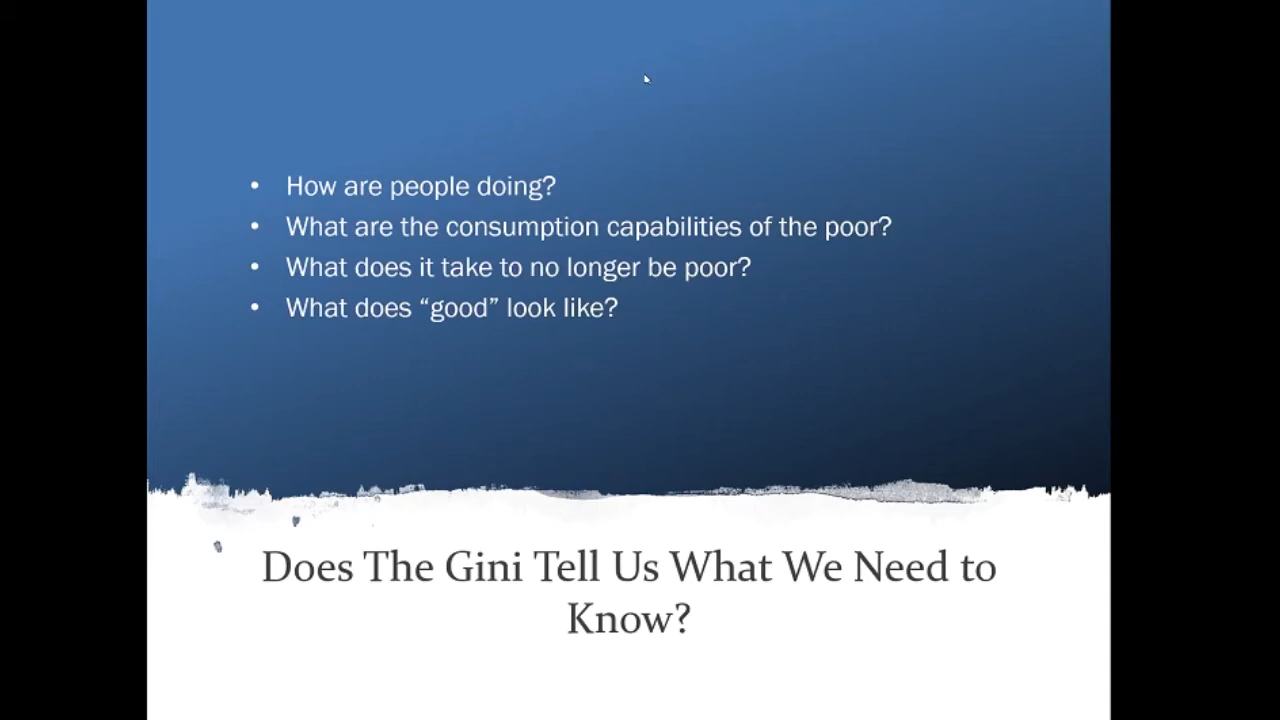 • How are people doing?
• What are the consumption capabilities of the poor?
• What does it take to no longer be poor?
• What does “good” look like?
Does The Gini Tell Us What We Need to
Know?